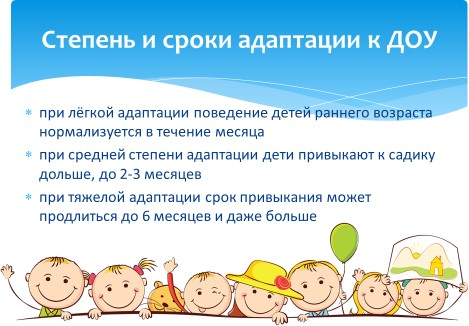 Степень и сроки адаптации к ДОУ
при лёгкой адаптации поведение детей раннего возраста
нормализуется в течение месяца
при средней степени адаптации дети привыкают к садику
дольше, до 2-3 месяцев
при тяжелой адаптации срок привыкания может
продлиться до 6 месяцев и даже больше